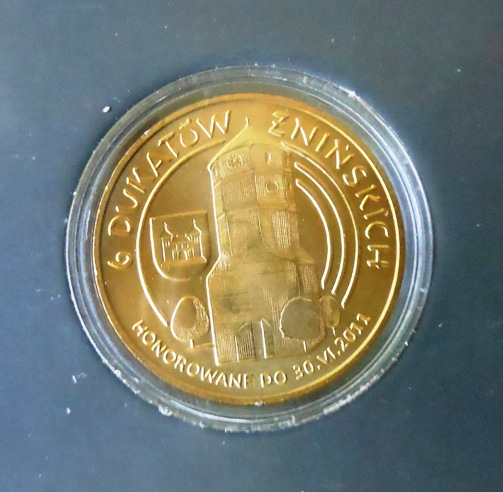 6 DUKATÓW ŻNIŃSKICH
HONOROWANE DO 30.VI.2011